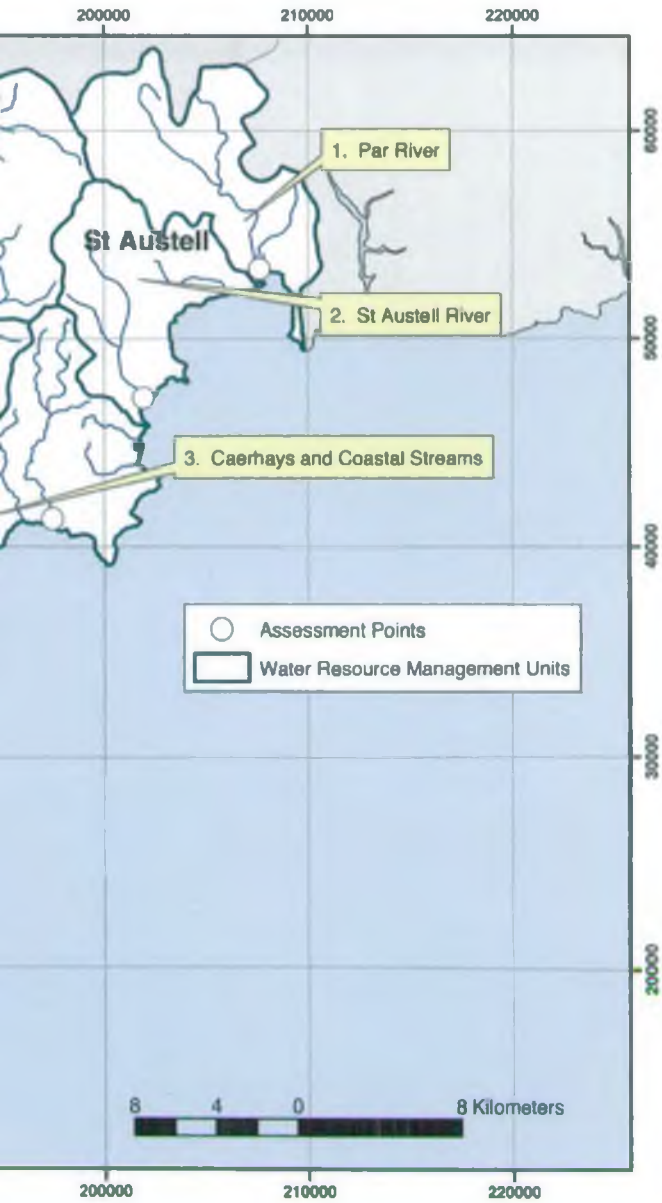 200000 210000 220000
1. Par River
60000
St Austell
2. St Austell River
50000
3. Caerhays and Coastal Streams
40000
Assessment Points
Water Resource Management Units
30000
20000
8 4 0 8 Kilometers
200000 210000 220000